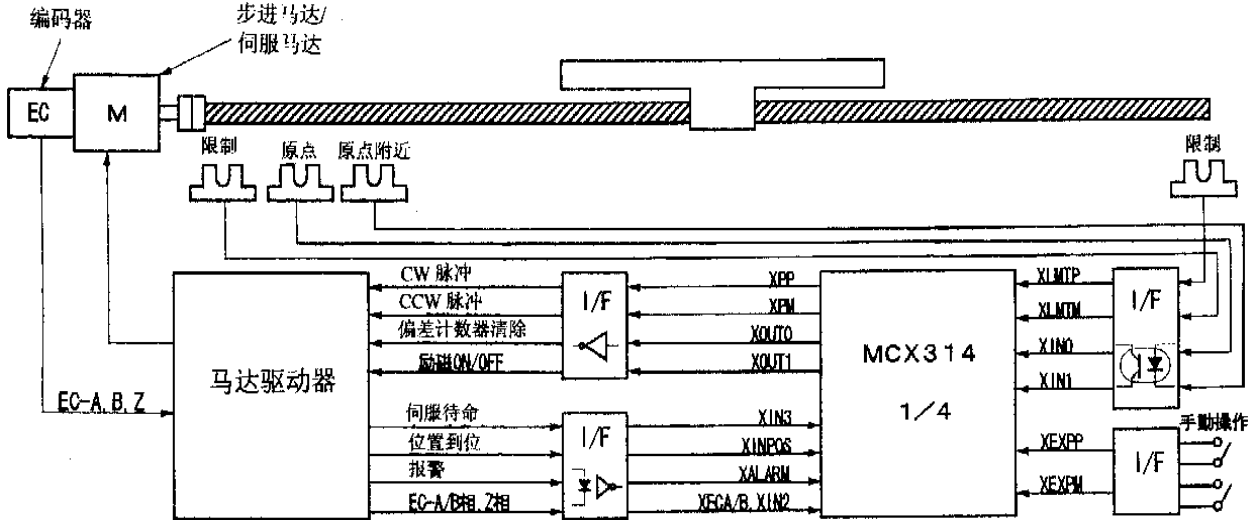 编码器
步进马达/
伺服马达
EC
M
限制
原点
原点附近
限制
CW 脉冲
CCW 脉冲
偏差计数器清除
励磁ON/OFF
I/F
XPP
XPM
XOUT0
XOUT1
MCX314
1/4
XLMTP
XLMTM
XIN0
XIN1
I/F
马达驱动器
EC-A, B, Z
伺服待命
位置到位
报警
EC-A/B相, Z相
I/F
XIN3
XINPOS
XALARM
XECA/B, XIN2
XEXPP
XEXPM
I/F
手動操作